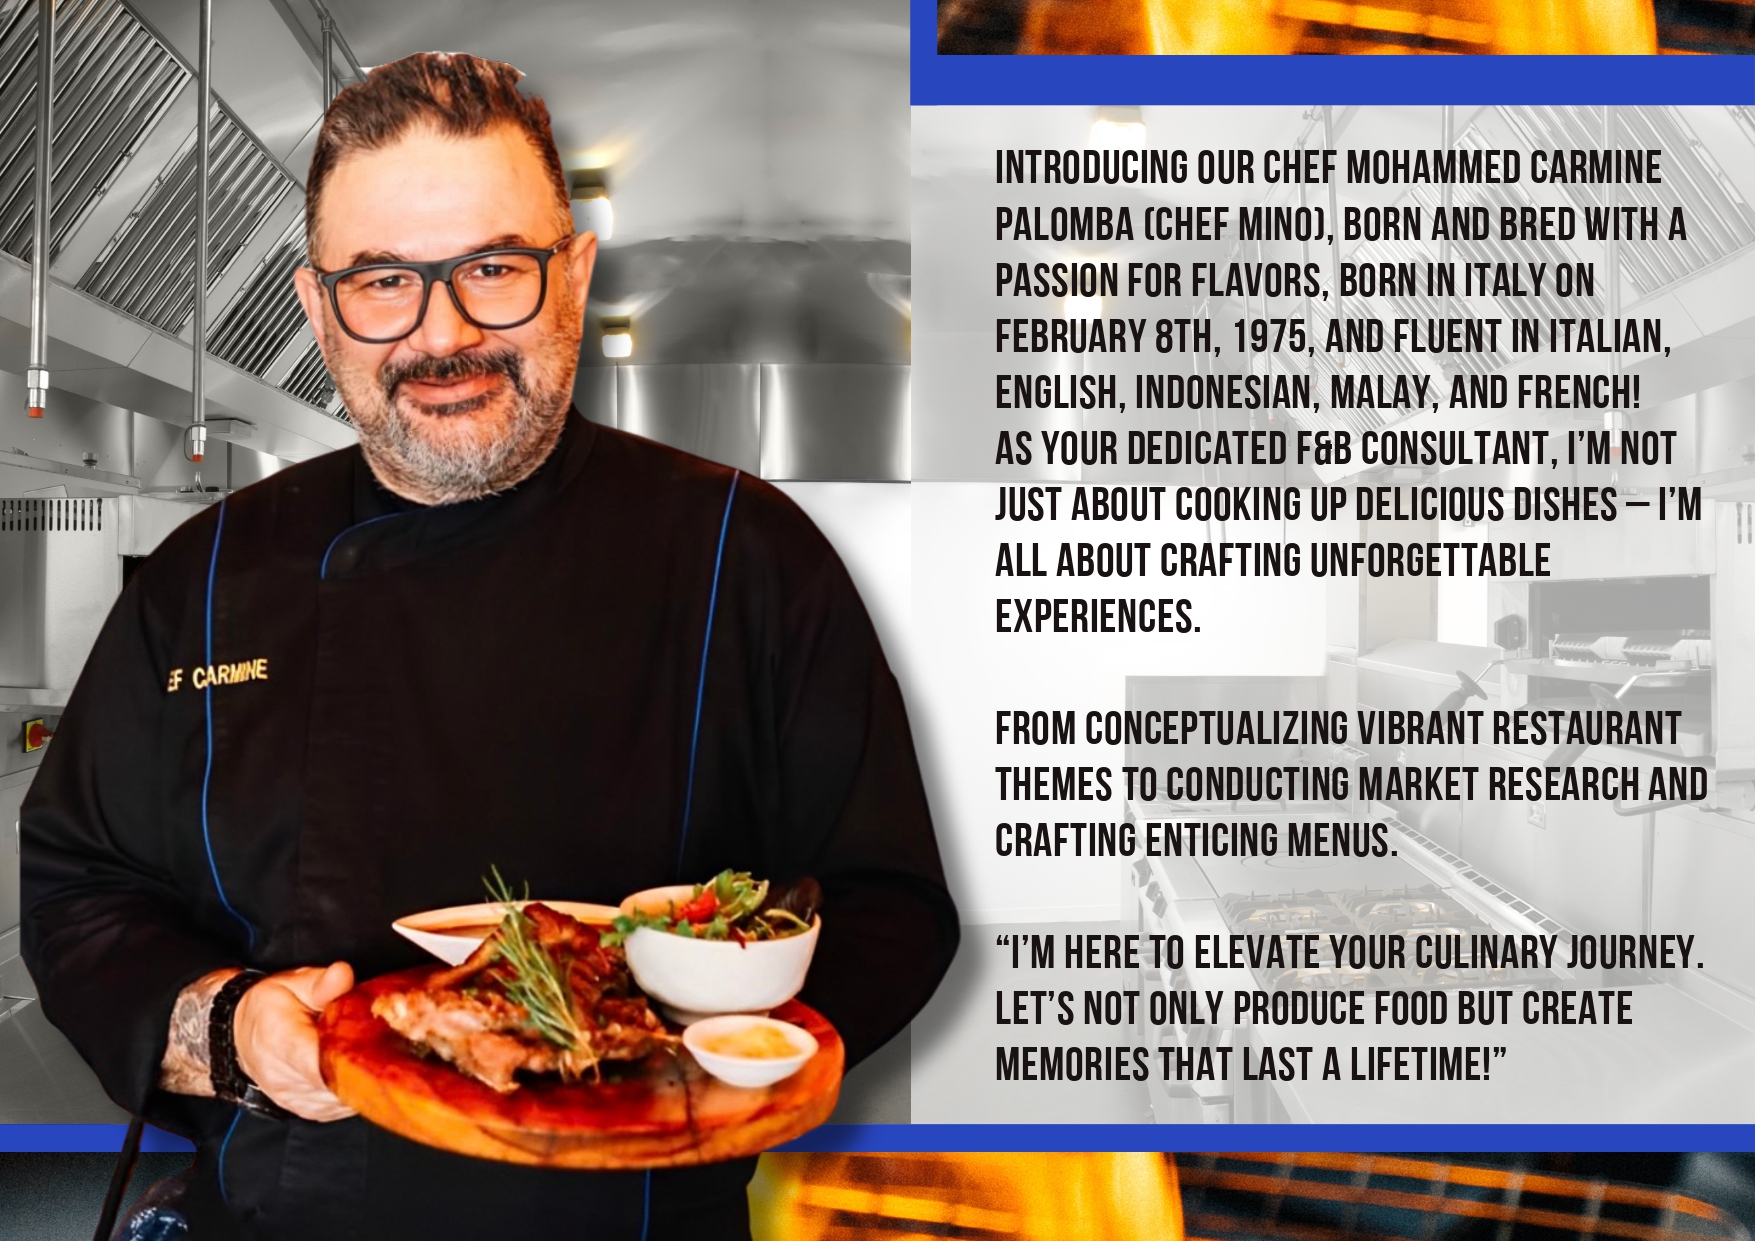 INTRODUCING OUR CHEF MOHAMMED CARMINE
PALOMBA (CHEF MINO), BORN AND BRED WITH A
PASSION FOR FLAVORS, BORN IN ITALY ON
FEBRUARY 8TH, 1975, AND FLUENT IN ITALIAN,
ENGLISH, INDONESIAN, MALAY, AND FRENCH!
AS YOUR DEDICATED F&B CONSULTANT, I’M NOT
JUST ABOUT COOKING UP DELICIOUS DISHES – I’M
ALL ABOUT CRAFTING UNFORGETTABLE
EXPERIENCES.
FROM CONCEPTUALIZING VIBRANT RESTAURANT
THEMES TO CONDUCTING MARKET RESEARCH AND
CRAFTING ENTICING MENUS.
“I’M HERE TO ELEVATE YOUR CULINARY JOURNEY.
LET’S NOT ONLY PRODUCE FOOD BUT CREATE
MEMORIES THAT LAST A LIFETIME!”
EF CARMINE